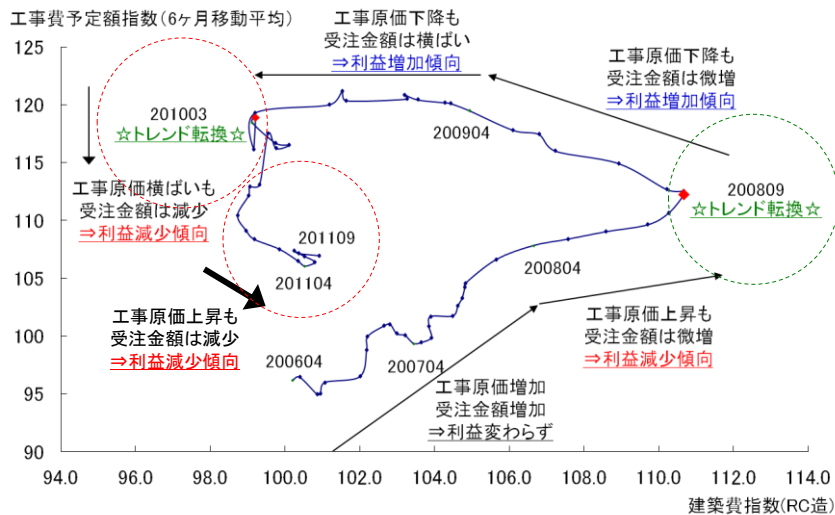 工事費予定額指数(6ヶ月移動平均)
工事原価下降も
受注金額は横ばい
⇒利益増加傾向
工事原価下降も
受注金額は微増
⇒利益増加傾向
201003
☆トレンド転換☆
200904
200809
☆トレンド転換☆
工事原価横ばいも
受注金額は減少
⇒利益減少傾向
201109
201104
200804
工事原価上昇も
受注金額は減少
⇒利益減少傾向
工事原価上昇も
受注金額は微増
⇒利益減少傾向
200604
200704
工事原価増加
受注金額増加
⇒利益変わらず
125
120
115
110
105
100
95
90
94.0 96.0 98.0 100.0 102.0 104.0 106.0 108.0 110.0 112.0 114.0
建築費指数(RC造)